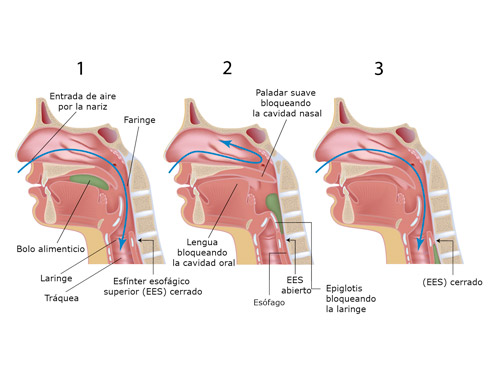 1
2
3
Entrada de aire
por la nariz
Faringe
Bolo alimenticio
Laringe
Tráquea
Esfínter esofágico
superior (EES) cerrado
Paladar suave
bloqueando
la cavidad nasal
Lengua
bloqueando
la cavidad oral
Esófago
EES
abierto
Epiglotis
bloqueando
la laringe
(EES) cerrado